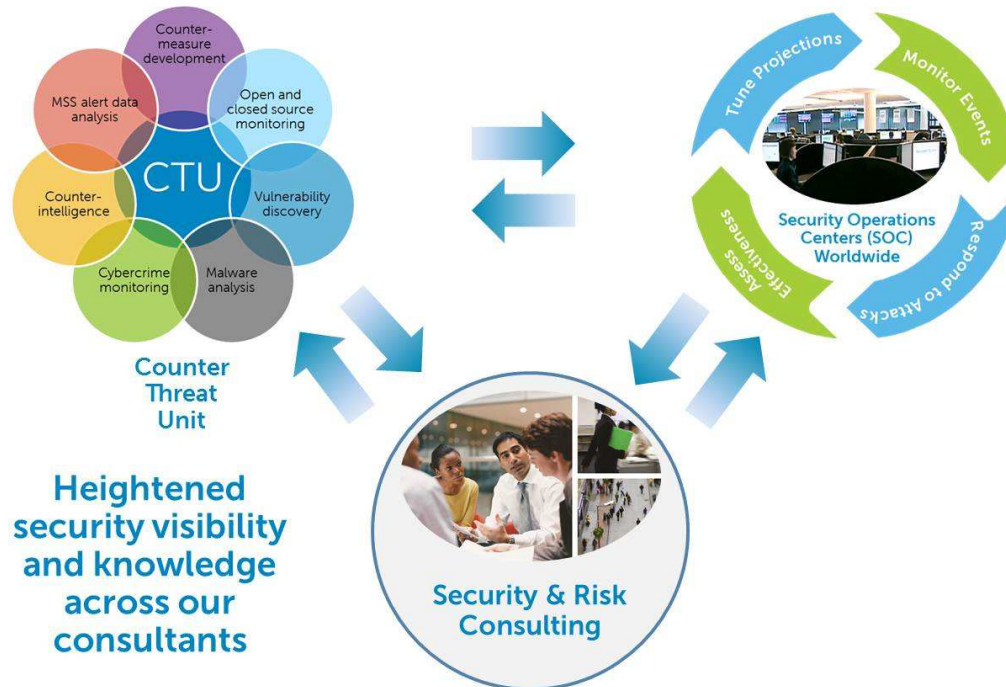 Counter-
measure
development
Open and
closed source
monitoring
Vulnerability
discovery
Malware
analysis
Cybercrime
monitoring
Counter-
intelligence
MSS alert data
analysis
CTU
Counter
Threat
Unit
Tune Projections
Monitor Events
Respond to Attacks
Assess
Effectiveness
Security Operations
Centers (SOC)
Worldwide
Heightened
security visibility
and knowledge
across our
consultants
Security & Risk
Consulting